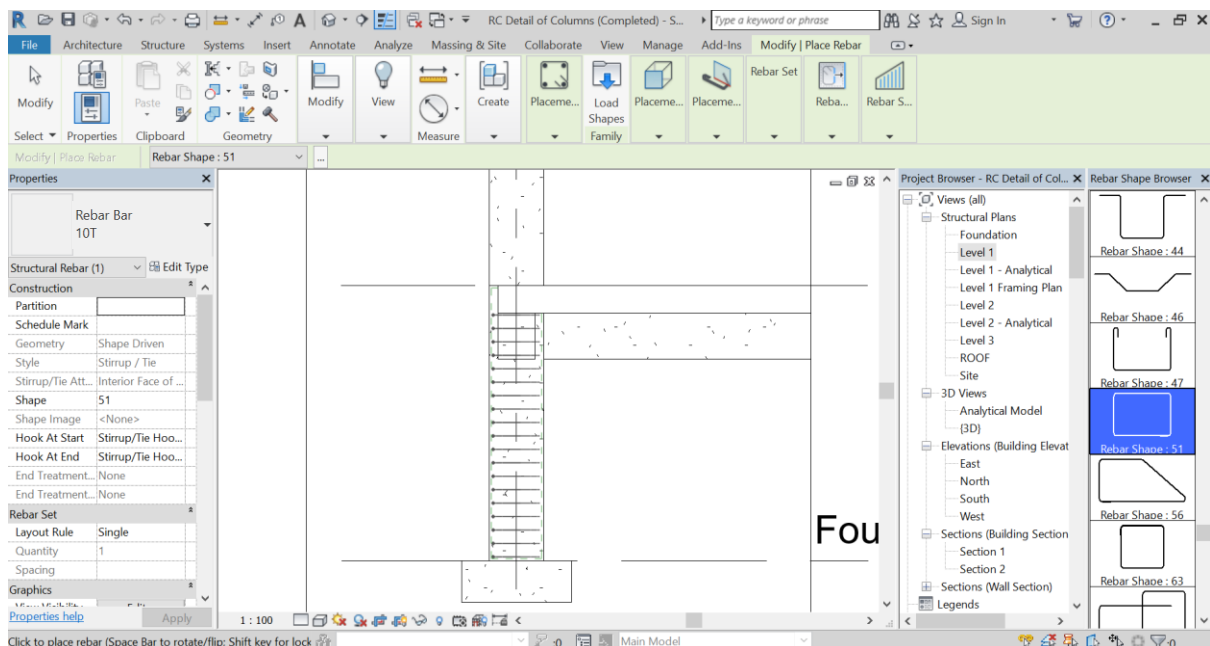 RC Detail of Columns (Completed) - S...
Type a keyword or phrase
Sign In
File Architecture Structure Systems Insert Annotate Analyze Massing & Site Collaborate View Manage Add-Ins Modify | Place Rebar
Modify
Paste
Modify
View
Create
Placeme...
Load Shapes
Placeme...
Placeme...
Rebar Set
Reba...
Rebar S...
Select Properties Clipboard Geometry Measure Family
Modify | Place Rebar
Rebar Shape : 51
...
Properties
Rebar Bar
10T
Structural Rebar (1) Edit Type
Construction
Partition
Schedule Mark
Geometry Shape Driven
Style Stirrup / Tie
Stirrup/Tie Att... Interior Face of ...
Shape 51
Shape Image <None>
Hook At Start Stirrup/Tie Hoo...
Hook At End Stirrup/Tie Hoo...
End Treatment... None
End Treatment... None
Rebar Set
Layout Rule Single
Quantity 1
Spacing
Graphics
Properties help Apply
Fou
1 : 100
Project Browser - RC Detail of Col...
Views (all)
Structural Plans
Foundation
Level 1
Level 1 - Analytical
Level 1 Framing Plan
Level 2
Level 2 - Analytical
Level 3
ROOF
Site
3D Views
Analytical Model
{3D}
Elevations (Building Elevat
East
North
South
West
Sections (Building Section
Section 1
Section 2
Sections (Wall Section)
Legends
Rebar Shape Browser
Rebar Shape : 44
Rebar Shape : 46
Rebar Shape : 47
Rebar Shape : 51
Rebar Shape : 56
Rebar Shape : 63
Click to place rebar (Space Bar to rotate/flip; Shift key for lock
:0
Main Model
:0